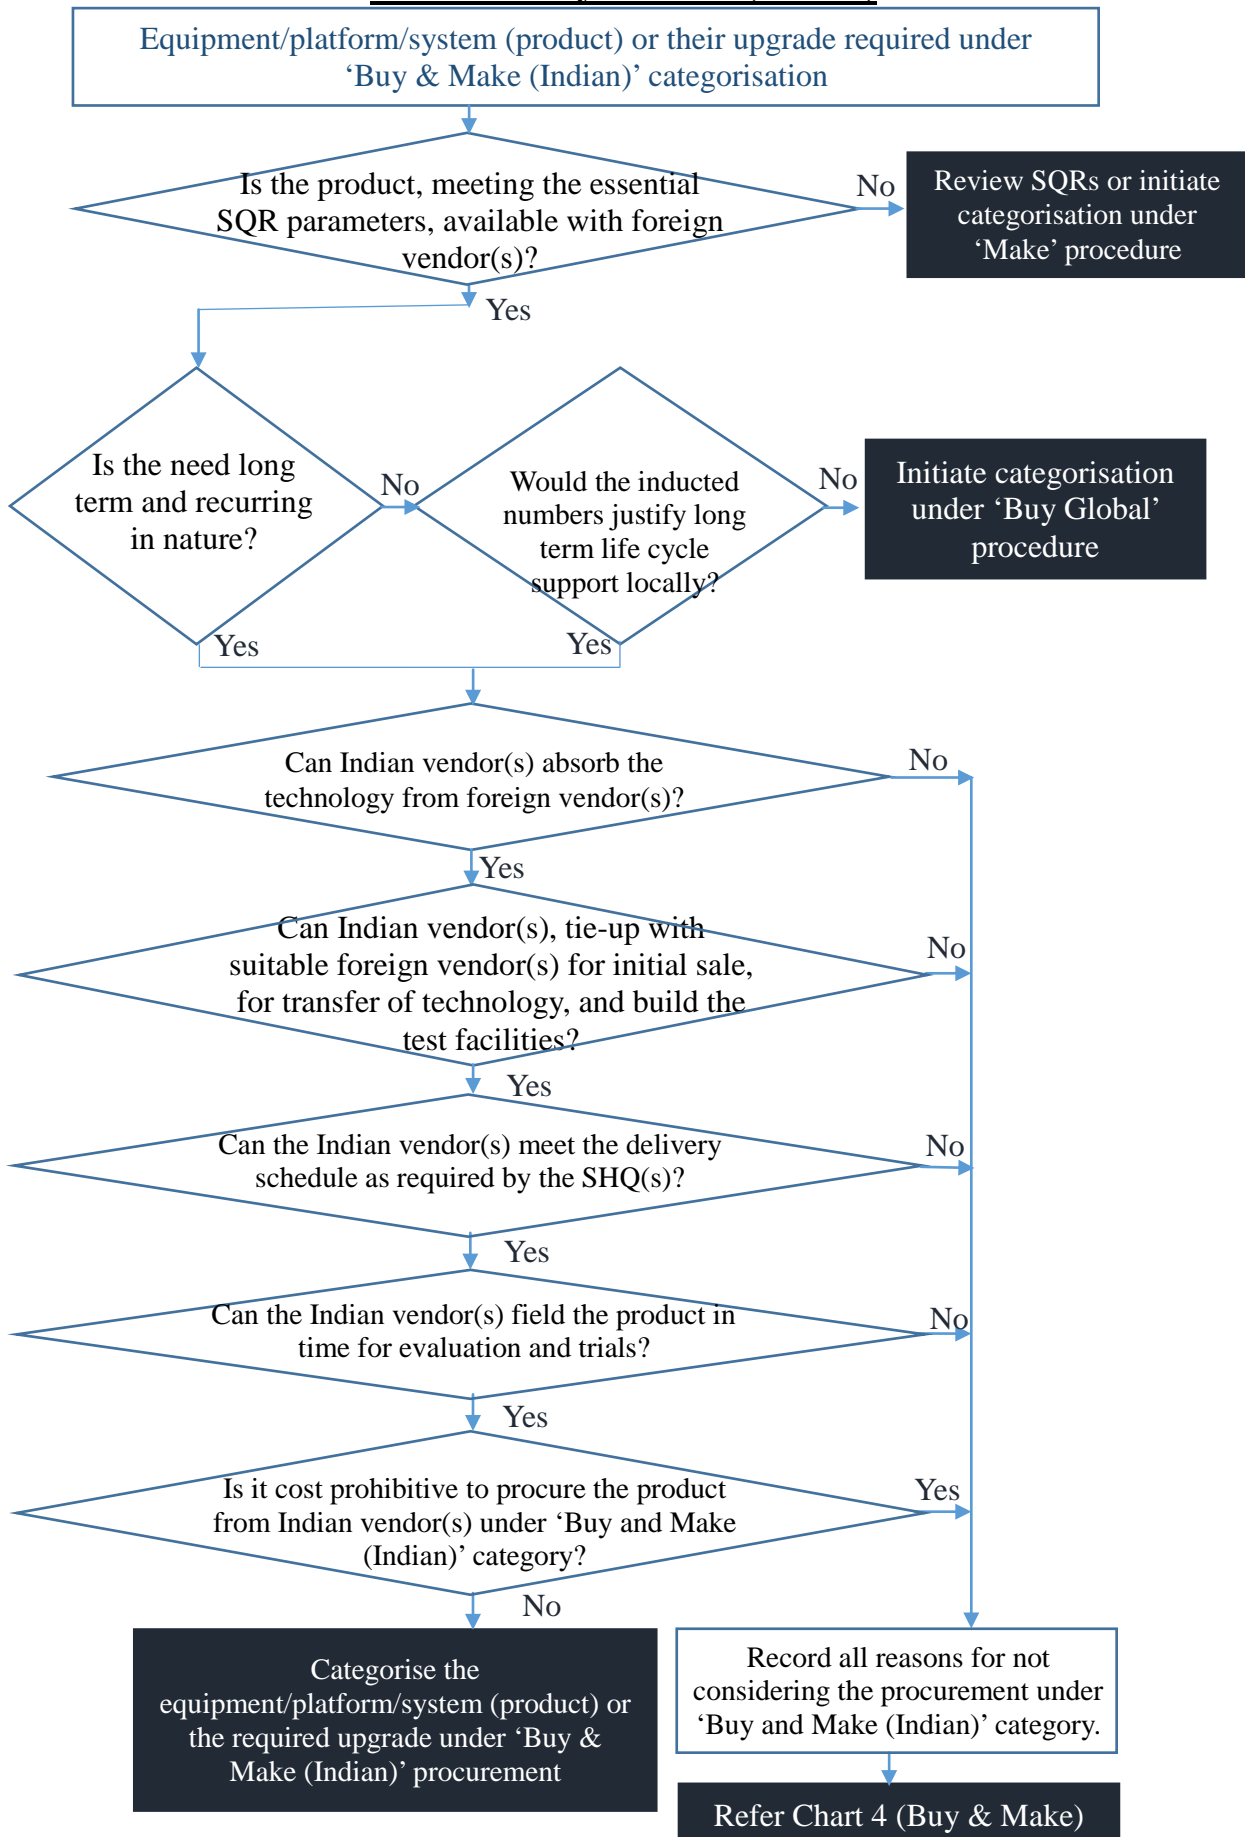 Equipment/platform/system (product) or their upgrade required under
‘Buy & Make (Indian)’ categorisation
Is the product, meeting the essential
SQR parameters, available with foreign
vendor(s)?
No
Review SQRs or initiate
categorisation under
‘Make’ procedure
Yes
Is the need long
term and recurring
in nature?
No
Would the inducted
numbers justify long
term life cycle
support locally?
No
Initiate categorisation
under ‘Buy Global’
procedure
Yes
Yes
Can Indian vendor(s) absorb the
technology from foreign vendor(s)?
No
Yes
Can Indian vendor(s), tie-up with
suitable foreign vendor(s) for initial sale,
for transfer of technology, and build the
test facilities?
No
Yes
Can the Indian vendor(s) meet the delivery
schedule as required by the SHQ(s)?
No
Yes
Can the Indian vendor(s) field the product in
time for evaluation and trials?
No
Yes
Is it cost prohibitive to procure the product
from Indian vendor(s) under ‘Buy and Make
(Indian)’ category?
Yes
No
Categorise the
equipment/platform/system (product) or
the required upgrade under ‘Buy &
Make (Indian)’ procurement
Record all reasons for not
considering the procurement under
‘Buy and Make (Indian)’ category.
Refer Chart 4 (Buy & Make)